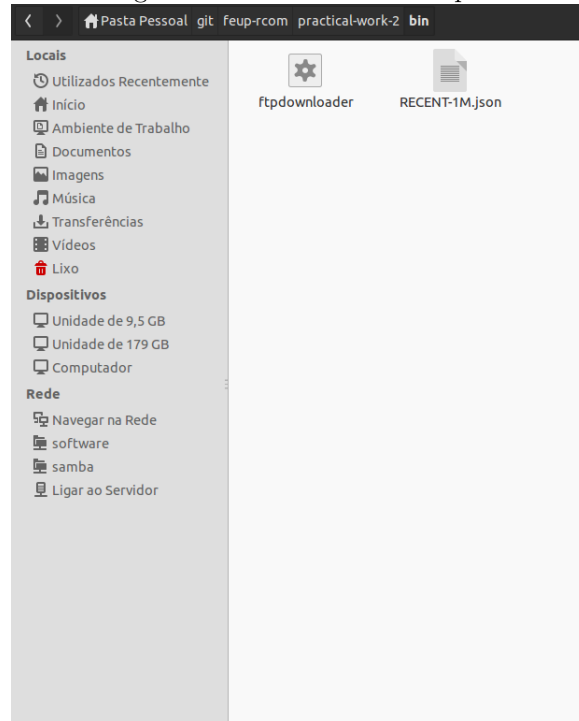 Pasta Pessoal git feup-rcom practical-work-2 bin
Locais
Utilizados Recentemente
Início
Ambiente de Trabalho
Documentos
Imagens
Música
Transferências
Vídeos
Lixo
Dispositivos
Unidade de 9,5 GB
Unidade de 179 GB
Computador
Rede
Navegar na Rede
software
samba
Ligar ao Servidor
ftpdownloader
RECENT-1M.json